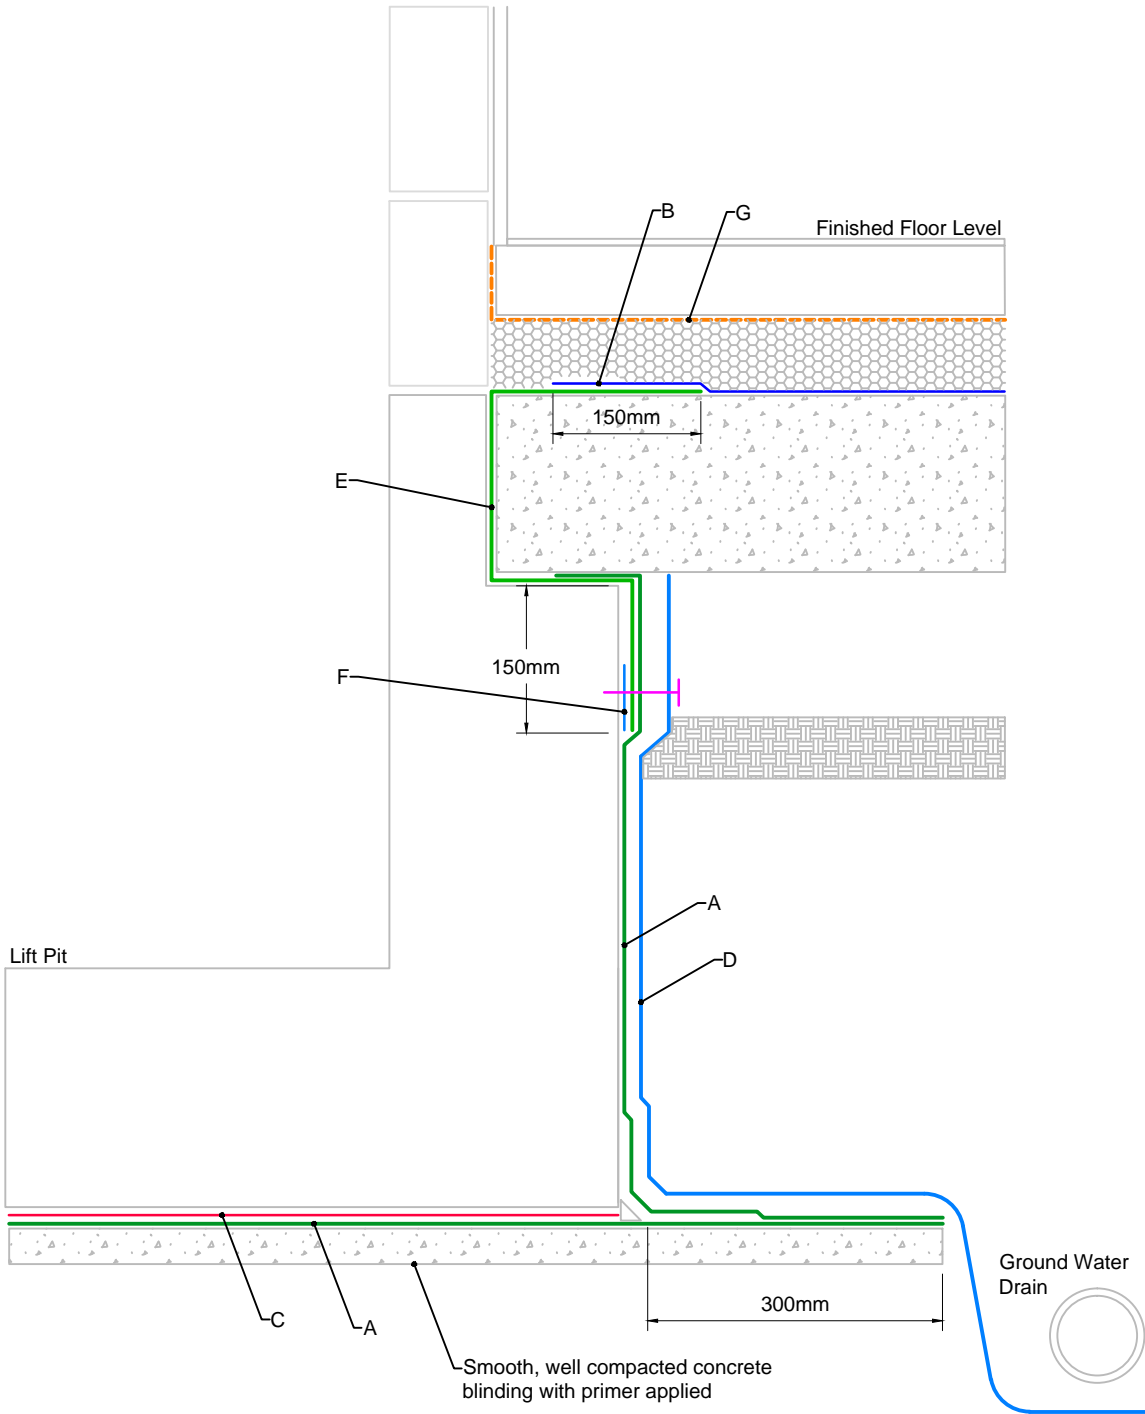 B
G
Finished Floor Level
150mm
E
150mm
F
A
Lift Pit
D
Ground Water
Drain
300mm
C
A
Smooth, well compacted concrete
blinding with primer applied